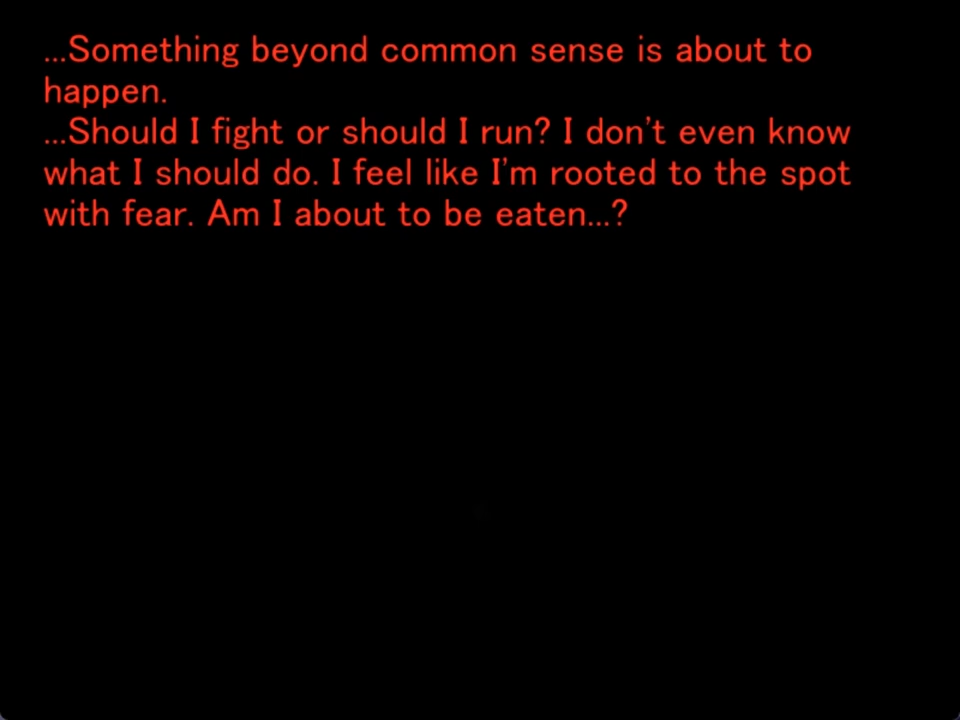 ...Something beyond common sense is about to
happen.
...Should I fight or should I run? I don't even know
what I should do. I feel like I'm rooted to the spot
with fear. Am I about to be eaten...?